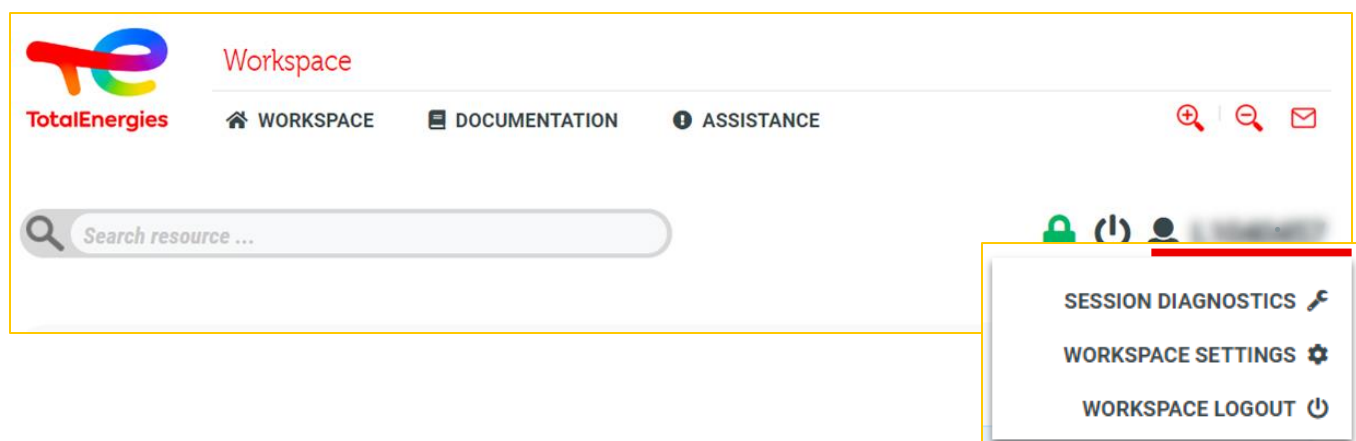 Workspace
TotalEnergies
WORKSPACE DOCUMENTATION ASSISTANCE
Search resource ...
SESSION DIAGNOSTICS
WORKSPACE SETTINGS
WORKSPACE LOGOUT